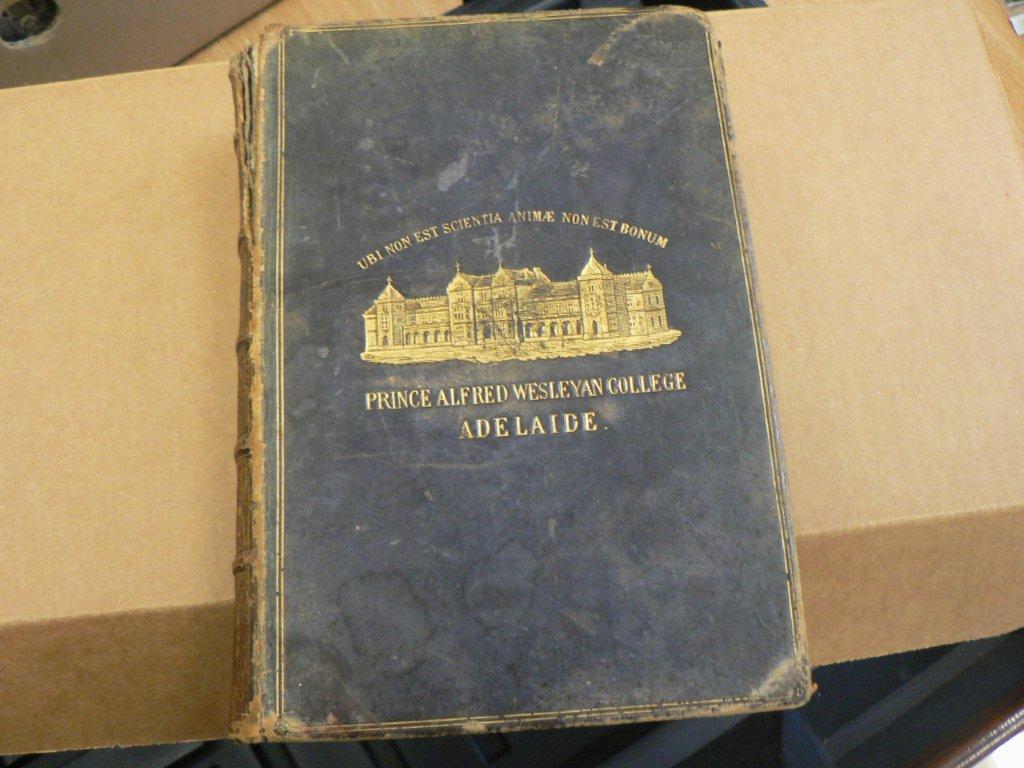 UBI NON EST SCIENTIA ANIMÆ NON EST BONUM
PRINCE ALFRED WESLEYAN COLLEGE
ADELAIDE.